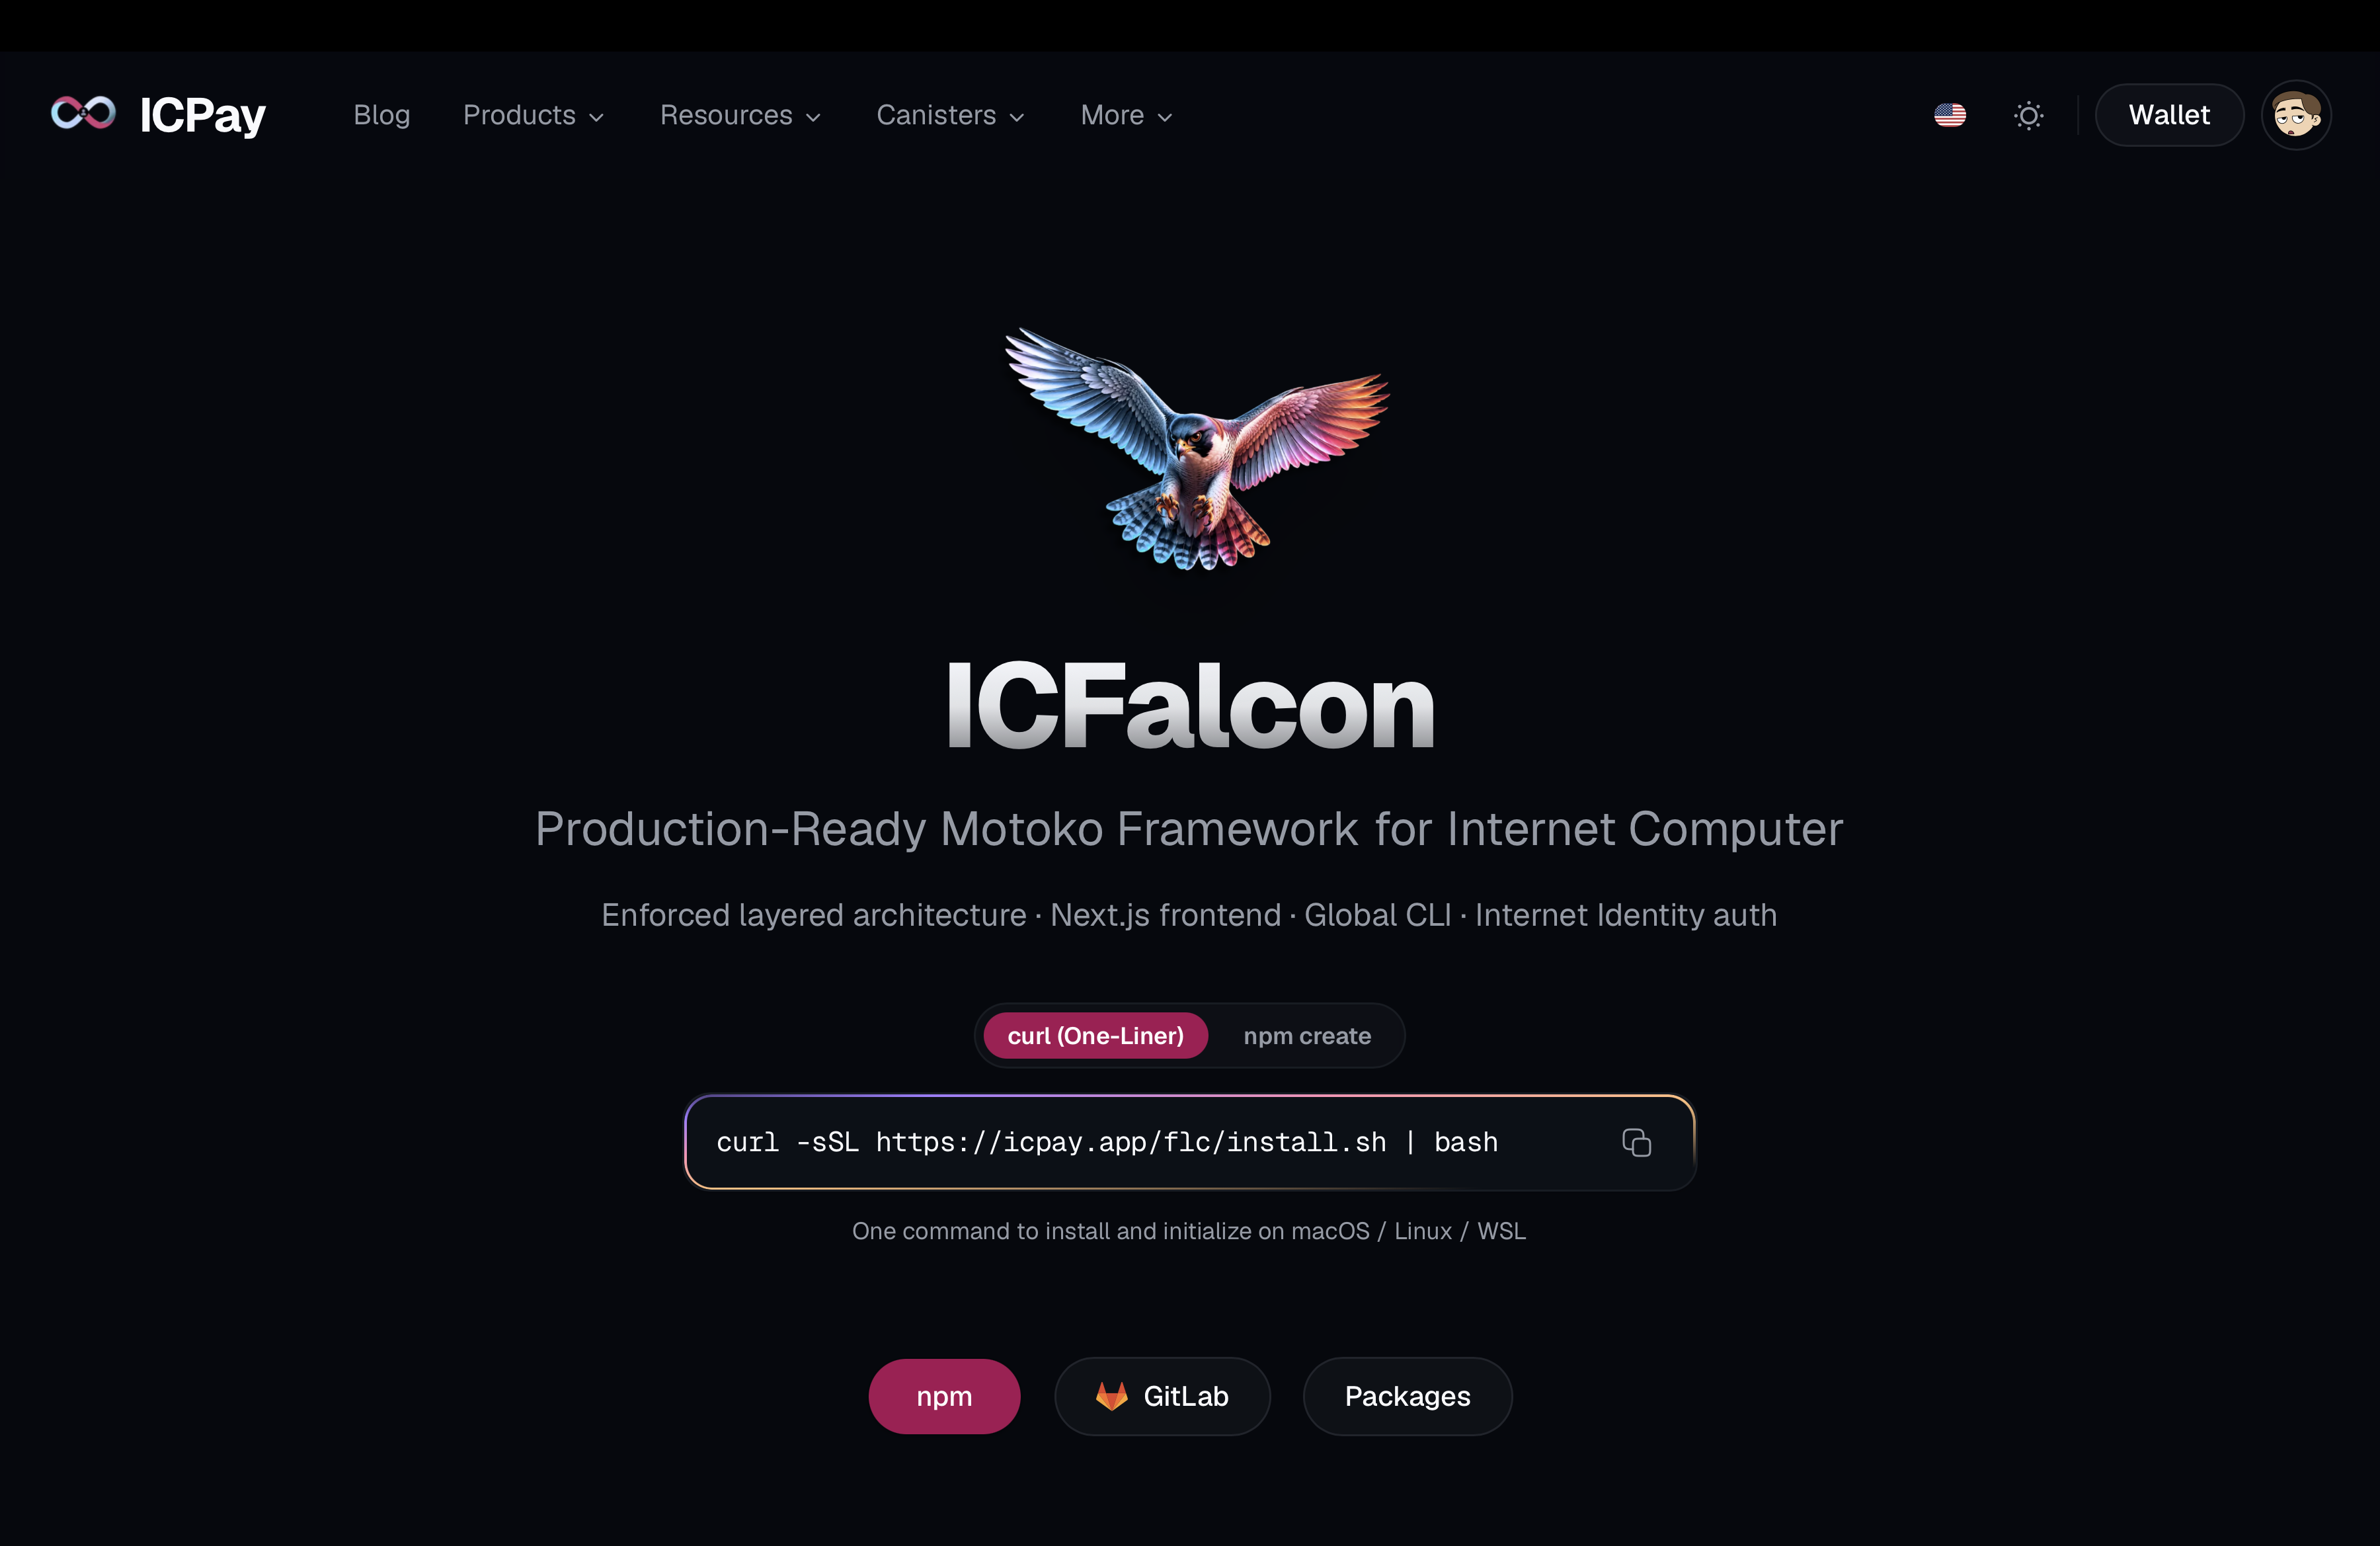 ICPay Blog Products Resources Canisters More Wallet
ICFalcon
Production-Ready Motoko Framework for Internet Computer
Enforced layered architecture · Next.js frontend · Global CLI · Internet Identity auth
curl (One-Liner) npm create
curl -sSL https://icpay.app/flc/install.sh | bash
One command to install and initialize on macOS / Linux / WSL
npm GitLab Packages